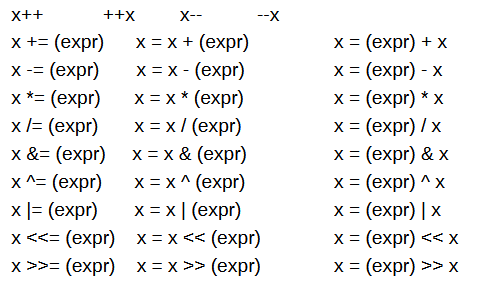 x++ ++x x-- --x
x += (expr) x = x + (expr) x = (expr) + x
x -= (expr) x = x - (expr) x = (expr) - x
x *= (expr) x = x * (expr) x = (expr) * x
x /= (expr) x = x / (expr) x = (expr) / x
x &= (expr) x = x & (expr) x = (expr) & x
x ^= (expr) x = x ^ (expr) x = (expr) ^ x
x |= (expr) x = x | (expr) x = (expr) | x
x <<= (expr) x = x << (expr) x = (expr) << x
x >>= (expr) x = x >> (expr) x = (expr) >> x